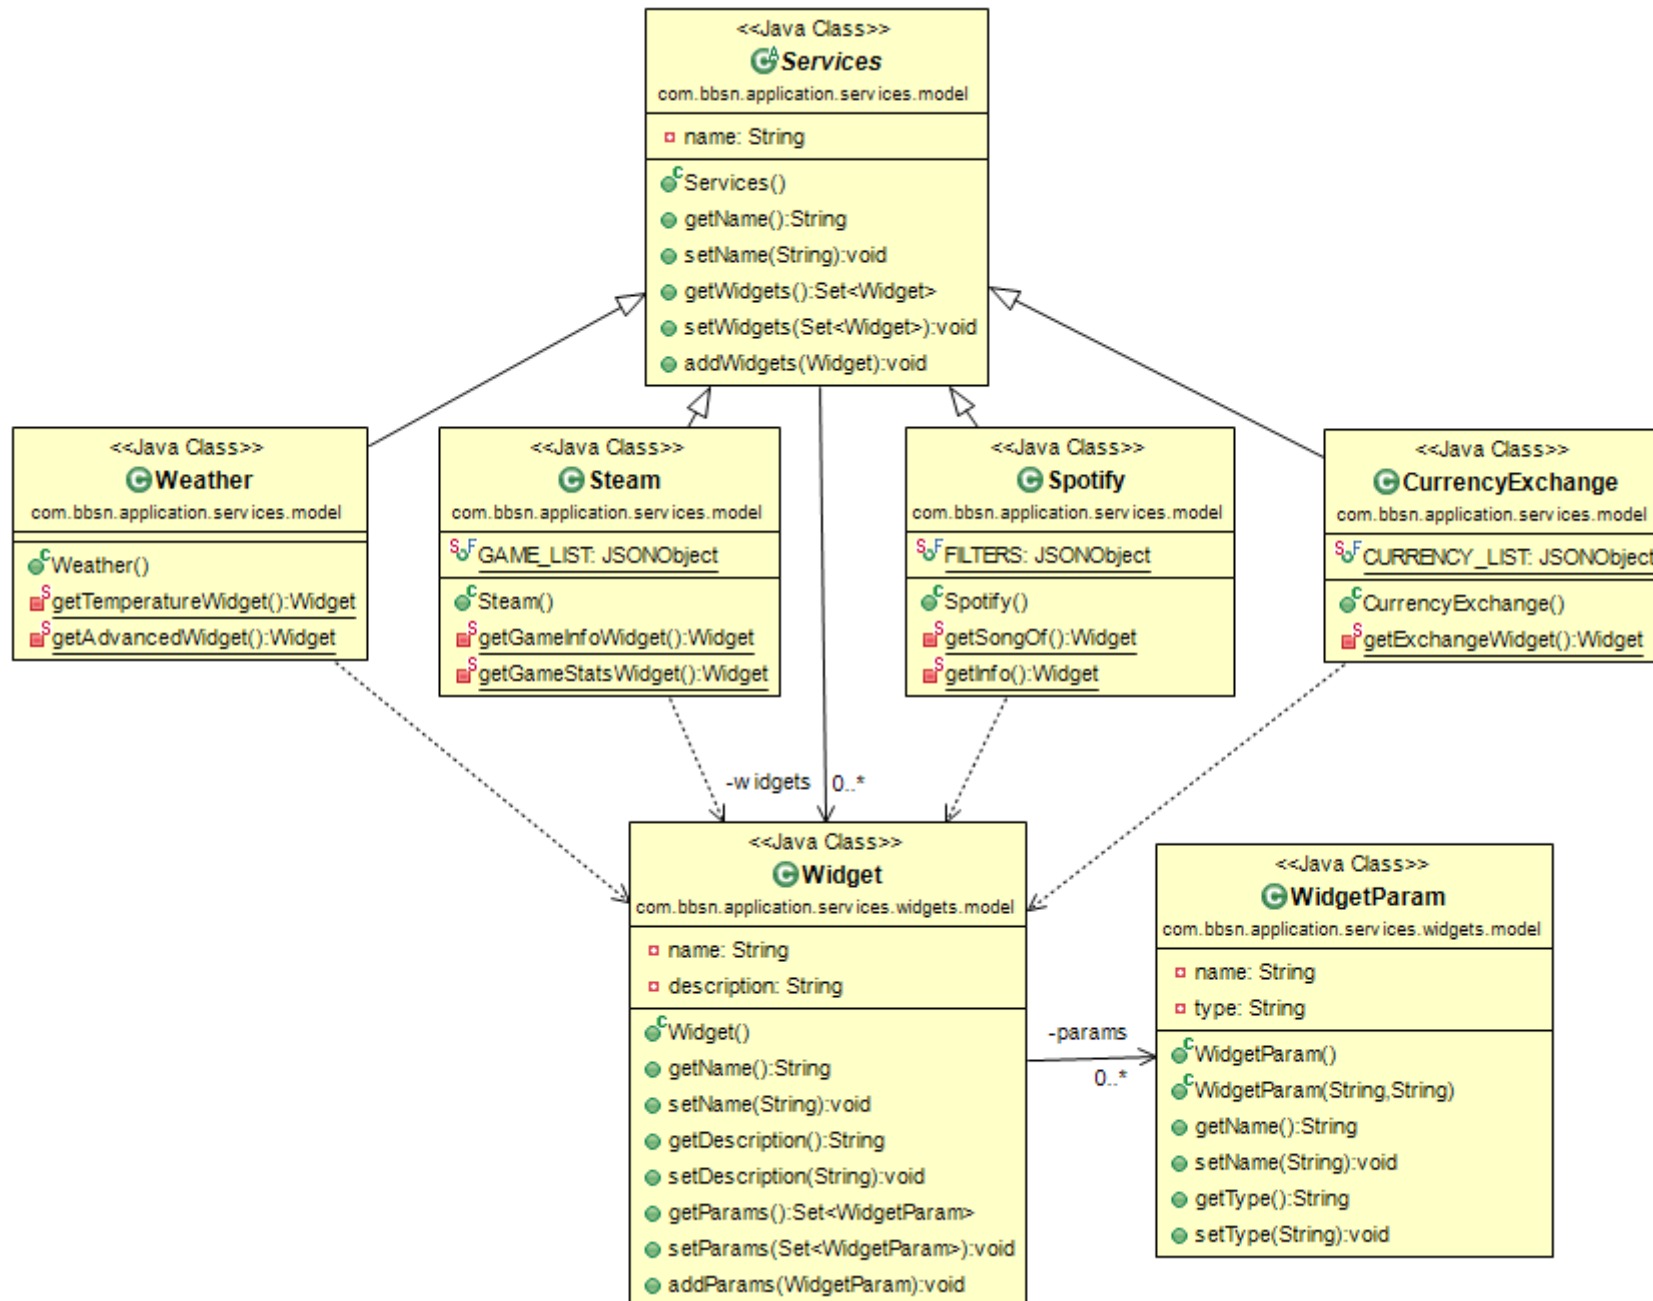 <<Java Class>>
Services
com.bbsn.application.services.model
name: String
Services()
getName():String
setName(String):void
getWidgets():Set<Widget>
setWidgets(Set<Widget>):void
addWidgets(Widget):void
<<Java Class>>
Weather
com.bbsn.application.services.model
Weather()
getTemperatureWidget():Widget
getAdvancedWidget():Widget
<<Java Class>>
Steam
com.bbsn.application.services.model
GAME_LIST: JSONObject
Steam()
getGameInfoWidget():Widget
getGameStatsWidget():Widget
<<Java Class>>
Spotify
com.bbsn.application.services.model
FILTERS: JSONObject
Spotify()
getSongOf():Widget
getInfo():Widget
<<Java Class>>
CurrencyExchange
com.bbsn.application.services.model
CURRENCY_LIST: JSONObject
CurrencyExchange()
getExchangeWidget():Widget
-widgets 0..*
<<Java Class>>
Widget
com.bbsn.application.services.widgets.model
name: String
description: String
Widget()
getName():String
setName(String):void
getDescription():String
setDescription(String):void
getParams():Set<WidgetParam>
setParams(Set<WidgetParam>):void
addParams(WidgetParam):void
-params
0..*
<<Java Class>>
WidgetParam
com.bbsn.application.services.widgets.model
name: String
type: String
WidgetParam()
WidgetParam(String,String)
getName():String
setName(String):void
getType():String
setType(String):void